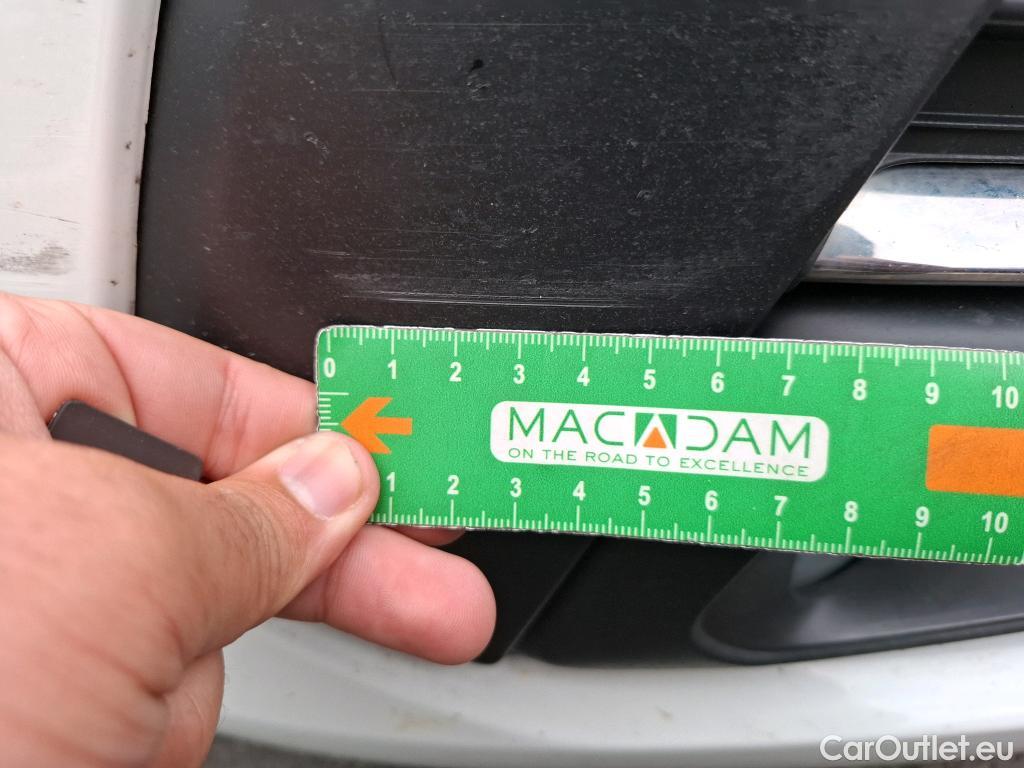 0 1 2 3 4 5 6 7 8 9 10
MACADAM
ON THE ROAD TO EXCELLENCE
1 2 3 4 5 6 7 8 9 10
CarOutlet.eu